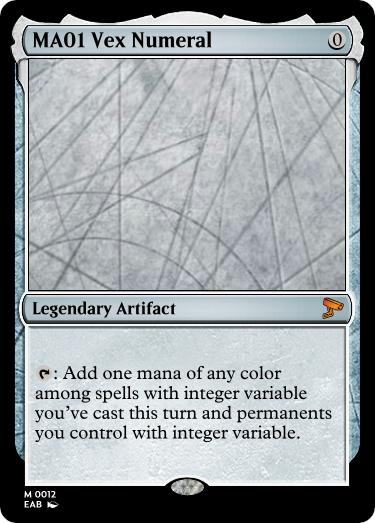 MA01 Vex Numeral 0
Legendary Artifact
: Add one mana of any color
among spells with integer variable
you've cast this turn and permanents
you control with integer variable.
M 0012
EAB